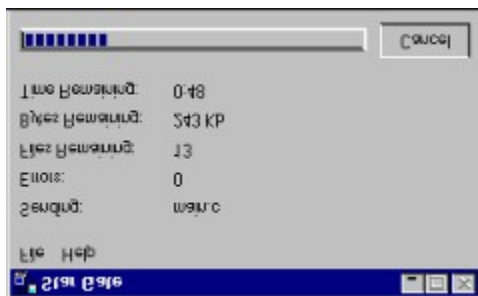 Star Gate
File Help
Sending: main.c
Errors: 0
Files Remaining: 13
Bytes Remaining: 243 Kb
Time Remaining: 0:48
Cancel